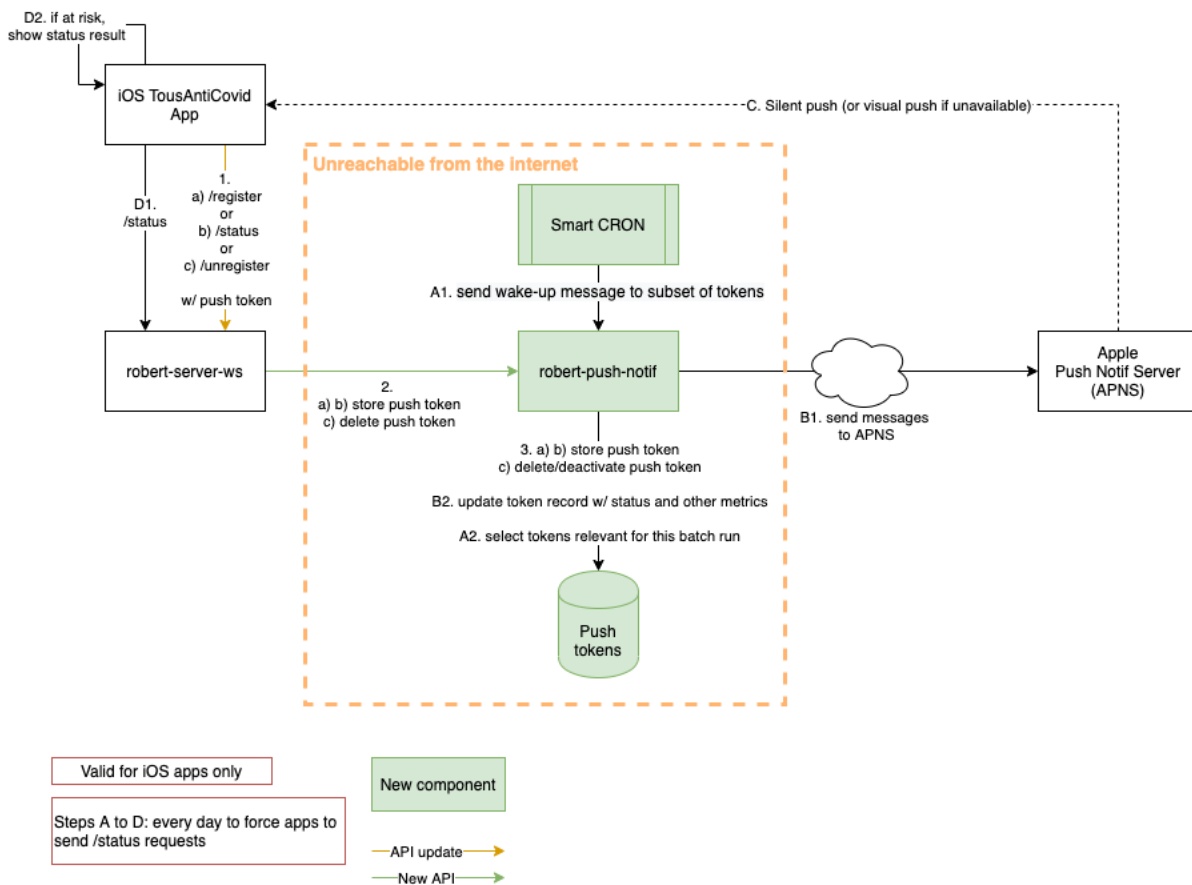 D2. if at risk,
show status result
iOS TousAntiCovid
App
C. Silent push (or visual push if unavailable)
Unreachable from the internet
1.
a) /register
or
b) /status
or
c) /unregister
w/ push token
D1.
/status
Smart CRON
A1. send wake-up message to subset of tokens
robert-server-ws
2.
a) b) store push token
c) delete push token
robert-push-notif
B1. send messages
to APNS
Apple
Push Notif Server
(APNS)
3. a) b) store push token
c) delete/deactivate push token
B2. update token record w/ status and other metrics
A2. select tokens relevant for this batch run
Push
tokens
Valid for iOS apps only
Steps A to D: every day to force apps to
send /status requests
New component
API update
New API